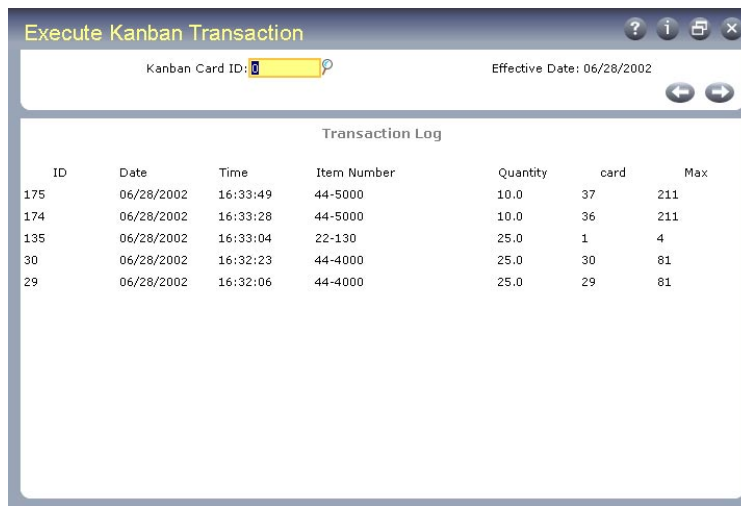 Execute Kanban Transaction
Kanban Card ID: 0 Effective Date: 06/28/2002
Transaction Log
ID Date Time Item Number Quantity card Max
175 06/28/2002 16:33:49 44-5000 10.0 37 211
174 06/28/2002 16:33:28 44-5000 10.0 36 211
135 06/28/2002 16:33:04 22-130 25.0 1 4
30 06/28/2002 16:32:23 44-4000 25.0 30 81
29 06/28/2002 16:32:06 44-4000 25.0 29 81